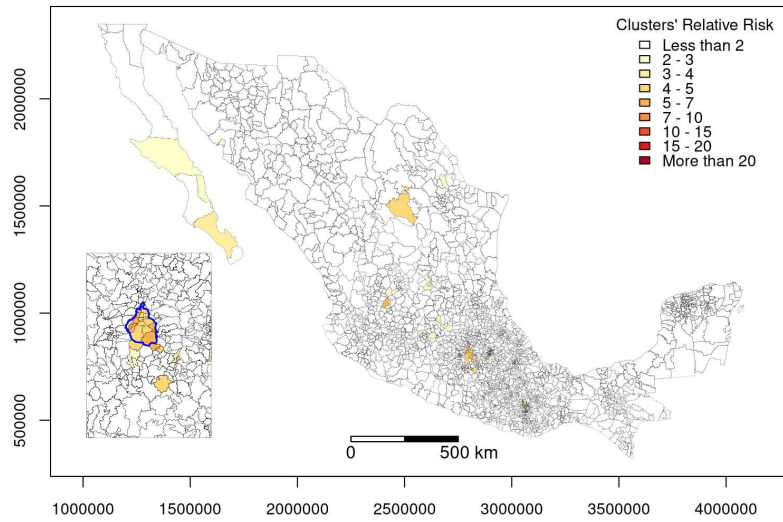 Clusters' Relative Risk
Less than 2
2 - 3
3 - 4
4 - 5
5 - 7
7 - 10
10 - 15
15 - 20
More than 20
2000000
1500000
1000000
500000
0 500 km
1000000 1500000 2000000 2500000 3000000 3500000 4000000